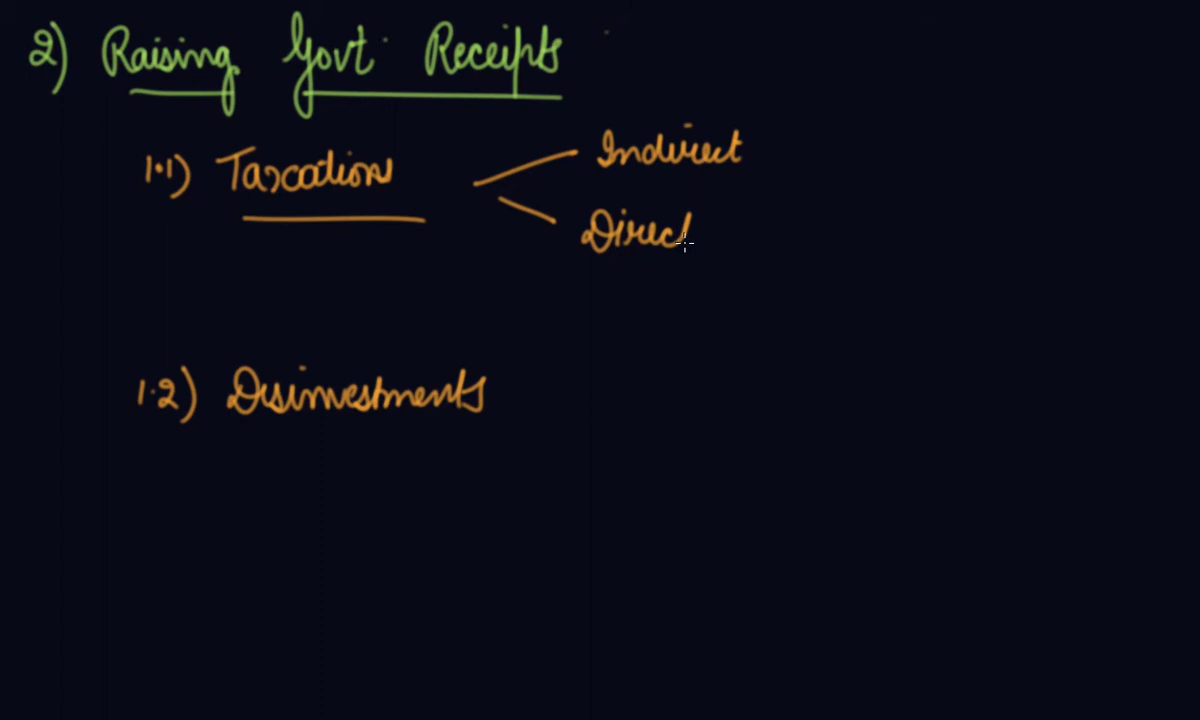 2) Raising Govt. Receipts
1.1) Taxation
Indirect
Direct
1.2) Disinvestments